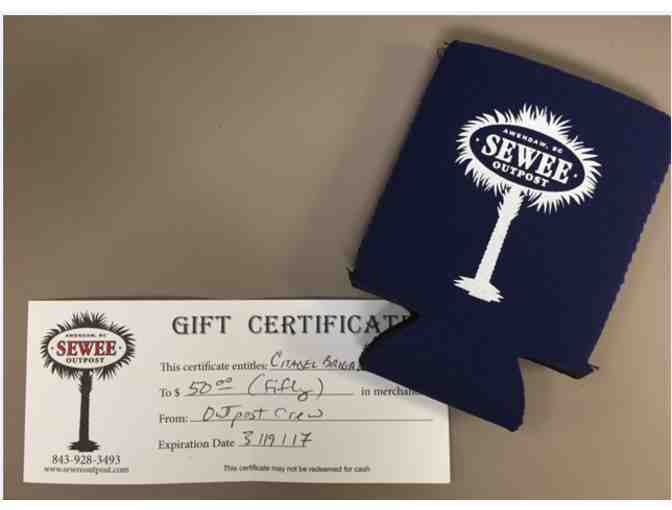 AWENDAW, SC
SEWEE
OUTPOST
GIFT CERTIFICAT
AWENDAW, SC
SEWEE
OUTPOST
This certificate entitles: CITADEL BRIGA
To $ 50 00 (Fifty) in merchan
From: Outpost Crew
Expiration Date 3/19/17
843-928-3493
www.seweeoutpost.com
This certificate may not be redeemed for cash